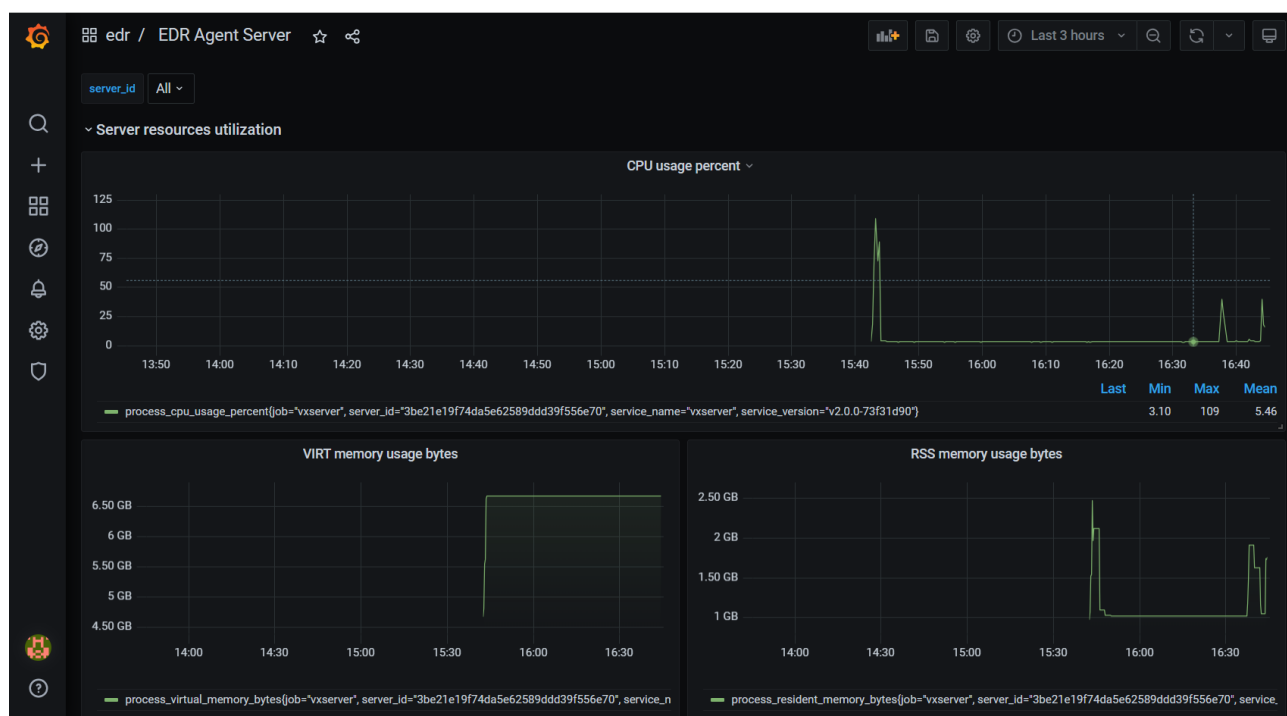 edr / EDR Agent Server
Last 3 hours
server_id All
Server resources utilization
CPU usage percent
125
100
75
50
25
0
13:50 14:00 14:10 14:20 14:30 14:40 14:50 15:00 15:10 15:20 15:30 15:40 15:50 16:00 16:10 16:20 16:30 16:40
Last Min Max Mean
process_cpu_usage_percent{job="vxserver", server_id="3be21e19f74da5e62589ddd39f556e70", service_name="vxserver", service_version="v2.0.0-73f31d90"} 3.10 109 5.46
VIRT memory usage bytes
6.50 GB
6 GB
5.50 GB
5 GB
4.50 GB
14:00 14:30 15:00 15:30 16:00 16:30
process_virtual_memory_bytes{job="vxserver", server_id="3be21e19f74da5e62589ddd39f556e70", service_n
RSS memory usage bytes
2.50 GB
2 GB
1.50 GB
1 GB
14:00 14:30 15:00 15:30 16:00 16:30
process_resident_memory_bytes{job="vxserver", server_id="3be21e19f74da5e62589ddd39f556e70", service_